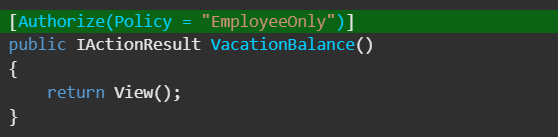 [Authorize(Policy = "EmployeeOnly")]
public IActionResult VacationBalance()
{
    return View();
}